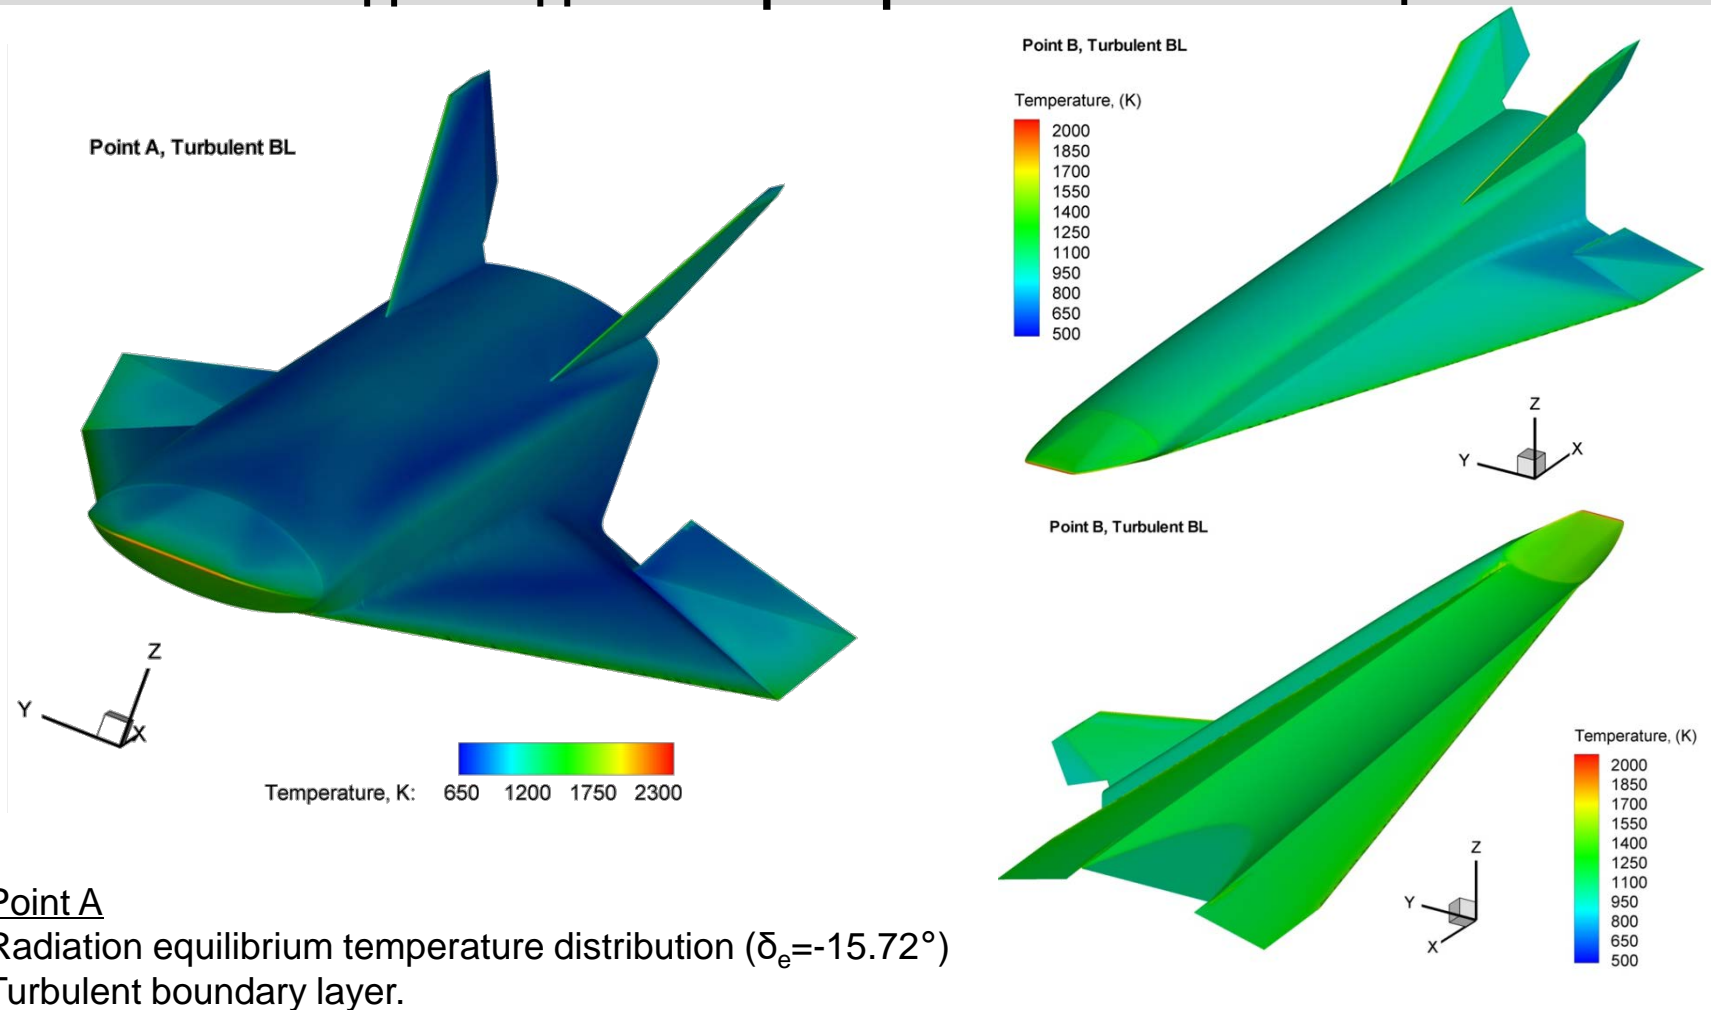 Point A, Turbulent BL
Z
Y
X
Temperature, K: 650 1200 1750 2300
Point B, Turbulent BL
Temperature, (K)
2000
1850
1700
1550
1400
1250
1100
950
800
650
500
Z
Y
X
Point B, Turbulent BL
Temperature, (K)
2000
1850
1700
1550
1400
1250
1100
950
800
650
500
Z
Y
X
Point A
Radiation equilibrium temperature distribution (δe=-15.72°)
Turbulent boundary layer.